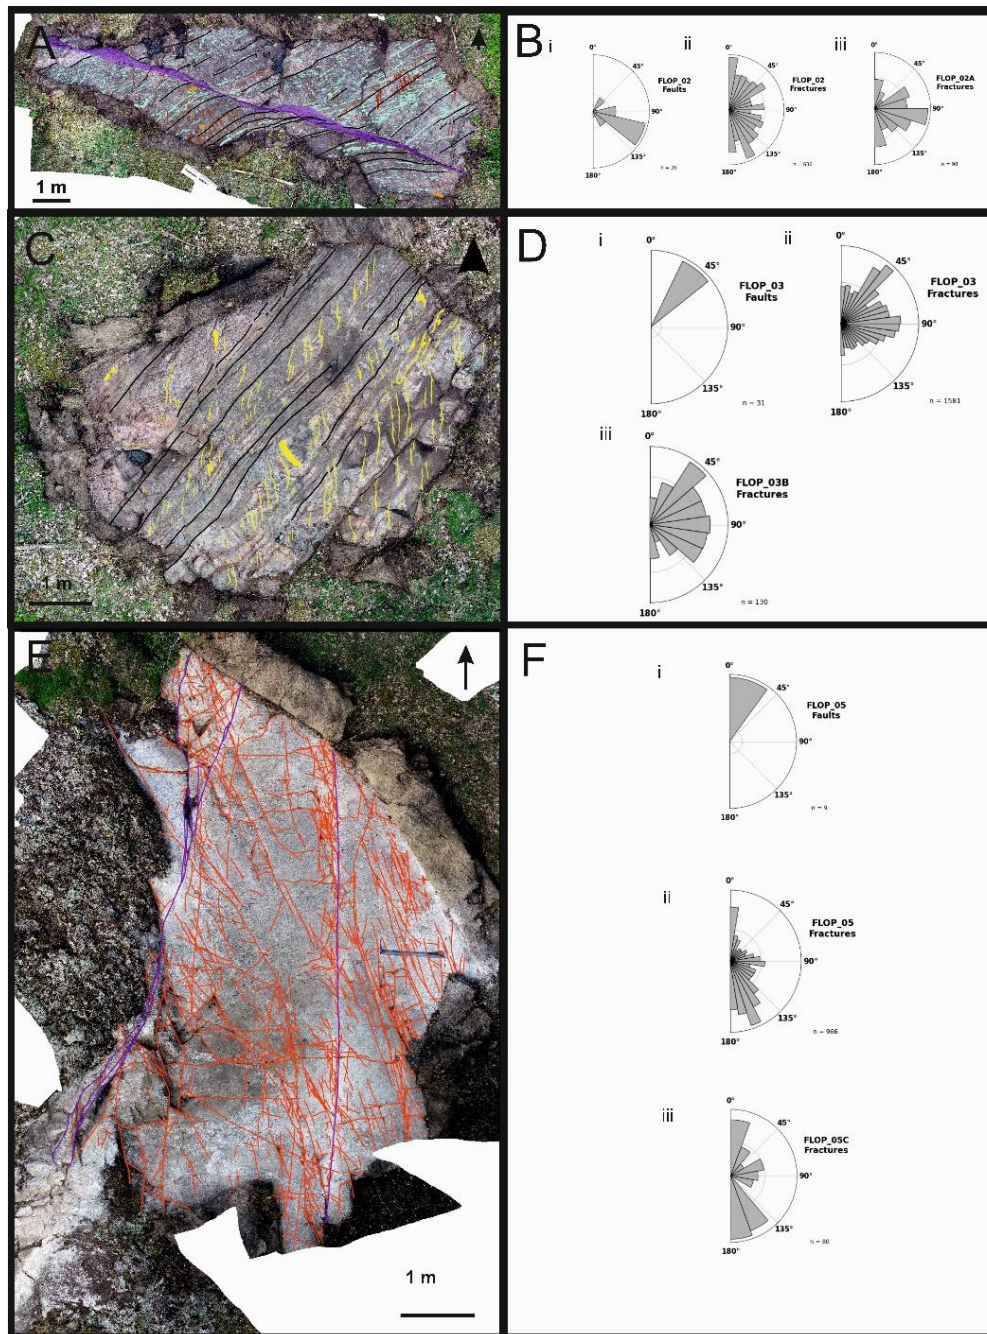 A
1 m
B
i
0°
45°
FLOP_02
Faults
90°
135°
180°
ii
0°
45°
FLOP_02
Fractures
90°
135°
180°
n = 636
iii
0°
45°
FLOP_02A
Fractures
90°
135°
180°
C
1 m
D
i
0°
45°
FLOP_03
Faults
90°
135°
n = 31
180°
ii
0°
45°
FLOP_03
Fractures
90°
135°
n = 1581
180°
iii
0°
45°
FLOP_03B
Fractures
90°
135°
n = 130
180°
E
1 m
F
i
0°
45°
FLOP_05
Faults
90°
135°
n = 9
180°
ii
0°
45°
FLOP_05
Fractures
90°
135°
n = 966
180°
iii
0°
45°
FLOP_05C
Fractures
90°
135°
n = 80
180°